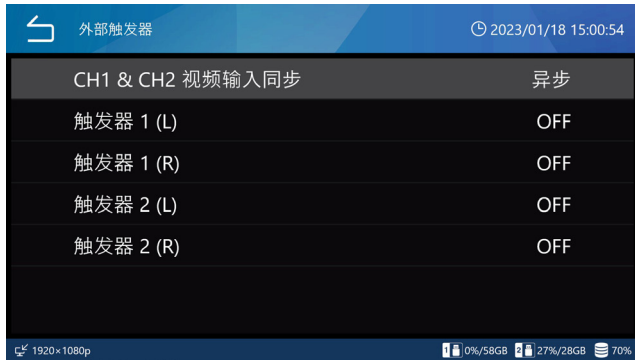 外部触发器 2023/01/18 15:00:54
CH1 & CH2 视频输入同步 异步
触发器 1 (L) OFF
触发器 1 (R) OFF
触发器 2 (L) OFF
触发器 2 (R) OFF
1920×1080p 1 0%/58GB 2 27%/28GB 70%